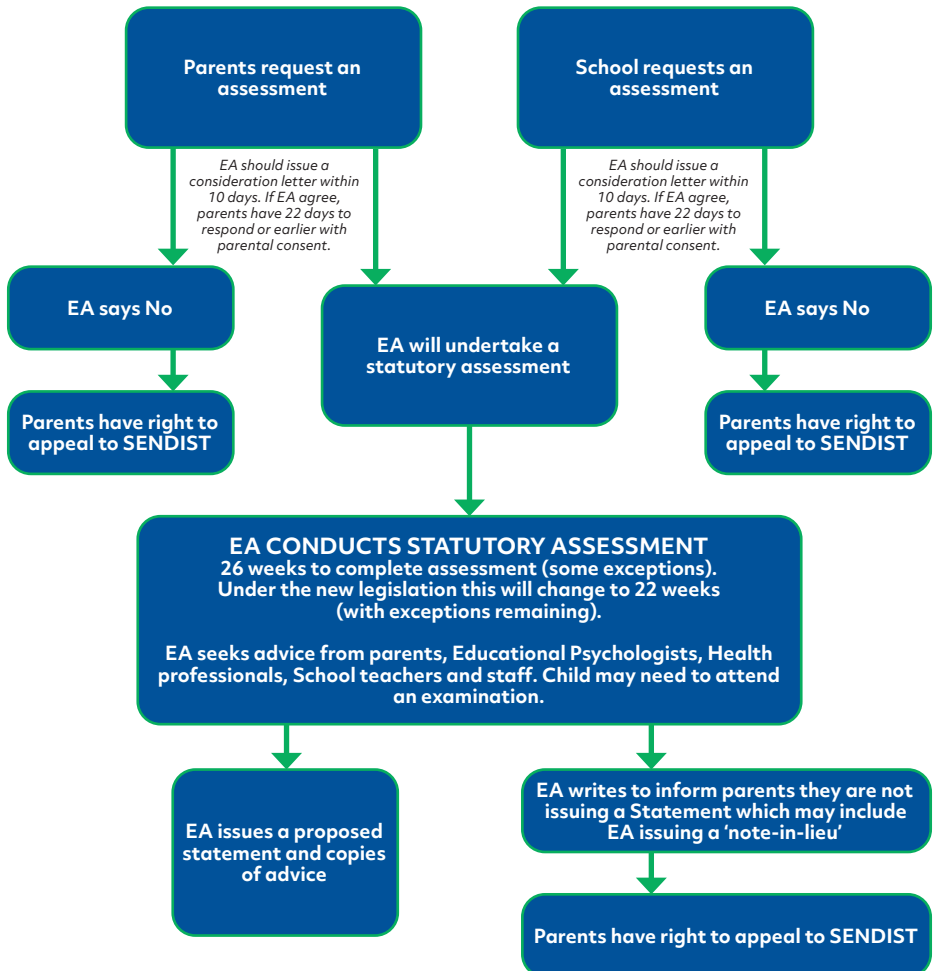 Parents request an
assessment
School requests an
assessment
EA should issue a
consideration letter within
10 days. If EA agree,
parents have 22 days to
respond or earlier with
parental consent.
EA should issue a
consideration letter within
10 days. If EA agree,
parents have 22 days to
respond or earlier with
parental consent.
EA says No
EA will undertake a
statutory assessment
EA says No
Parents have right to
appeal to SENDIST
Parents have right to
appeal to SENDIST
EA CONDUCTS STATUTORY ASSESSMENT
26 weeks to complete assessment (some exceptions).
Under the new legislation this will change to 22 weeks
(with exceptions remaining).
EA seeks advice from parents, Educational Psychologists, Health
professionals, School teachers and staff. Child may need to attend
an examination.
EA issues a proposed
statement and copies
of advice
EA writes to inform parents they are not
issuing a Statement which may include
EA issuing a ‘note-in-lieu’
Parents have right to appeal to SENDIST